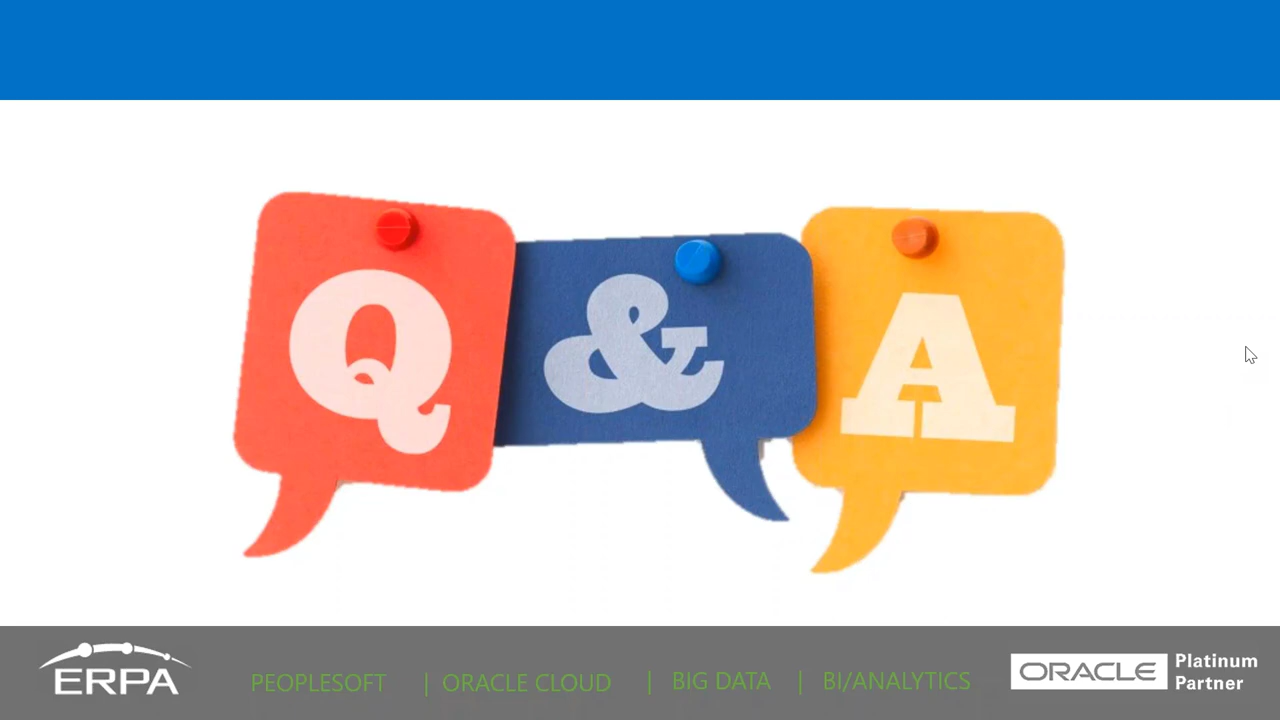 Q & A
ERPA
PEOPLESOFT | ORACLE CLOUD | BIG DATA | BI/ANALYTICS
ORACLE
Platinum
Partner